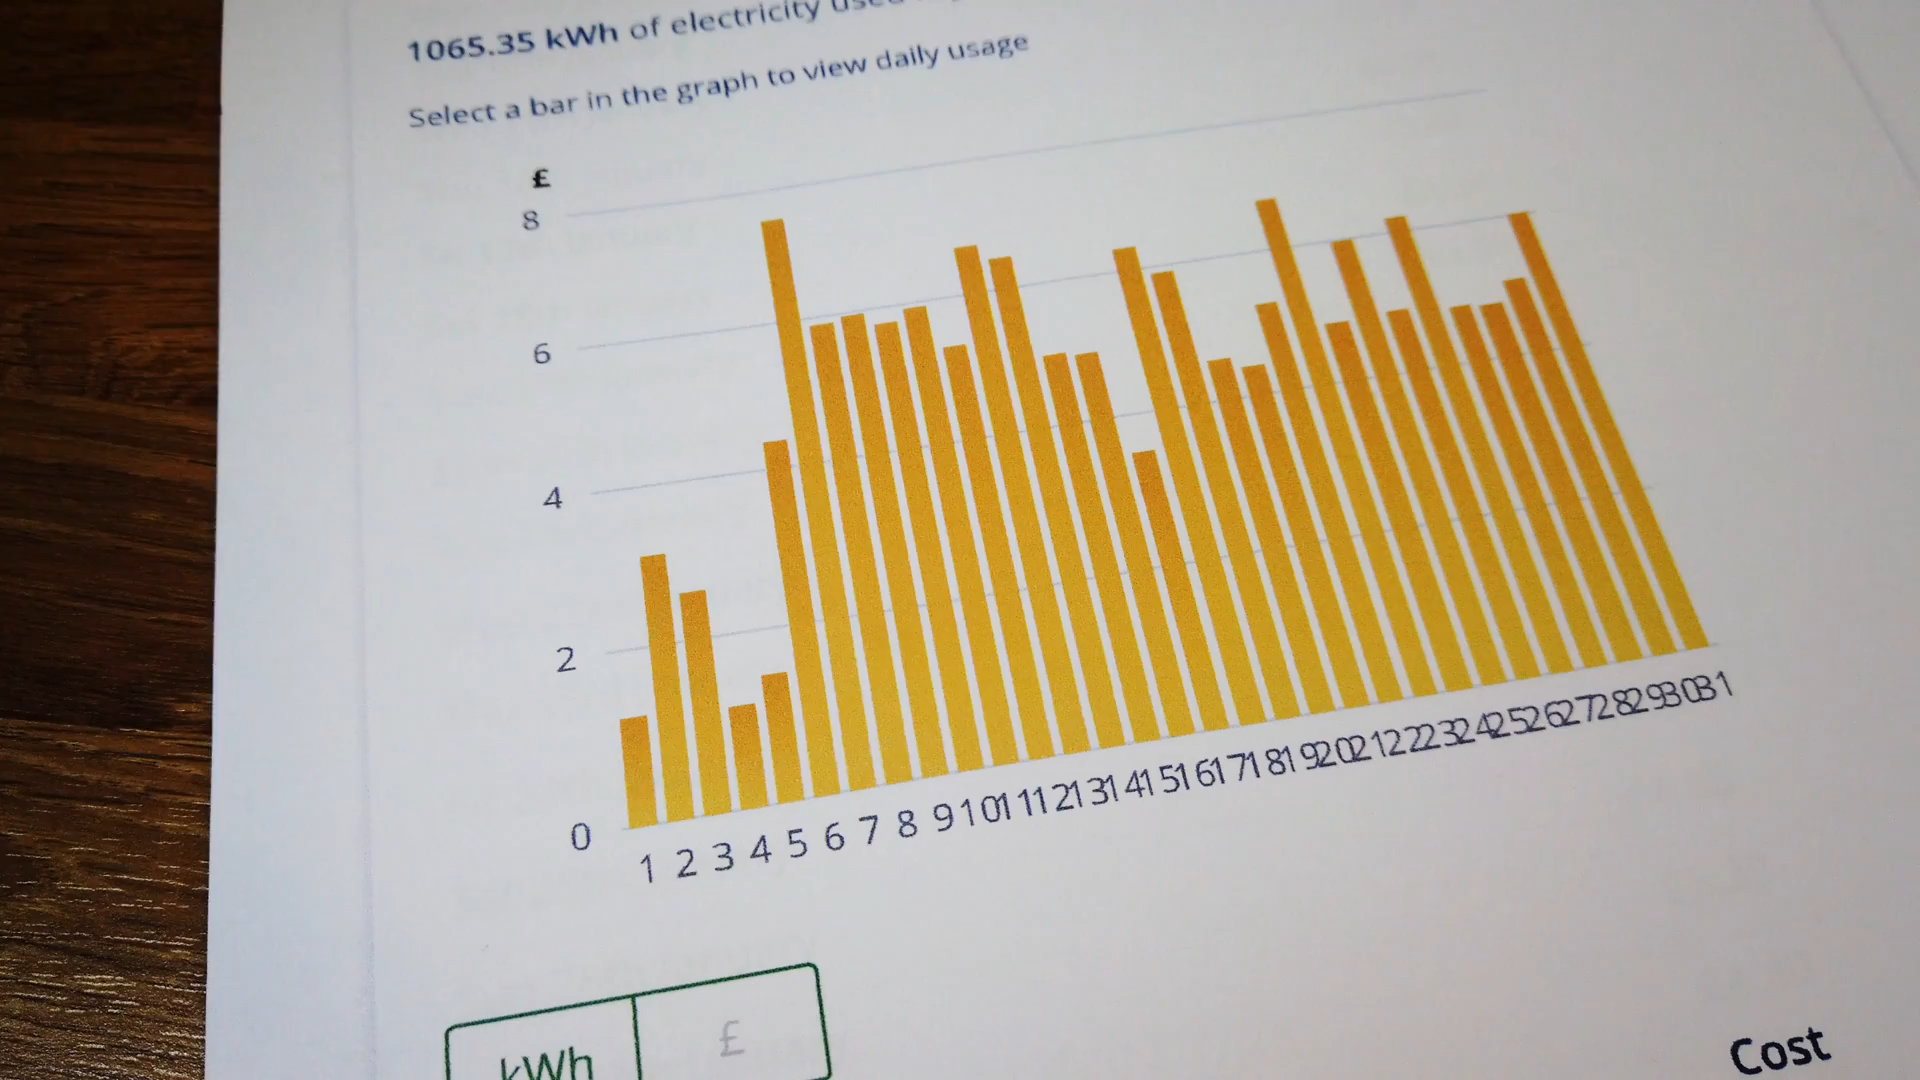 1065.35 kWh of electricity used
Select a bar in the graph to view daily usage
£
8
6
4
2
0
1 2 3 4 5 6 7 8 9 10 11 12 13 14 15 16 17 18 19 20 21 22 23 24 25 26 27 28 29 30 31
kWh £
Cost